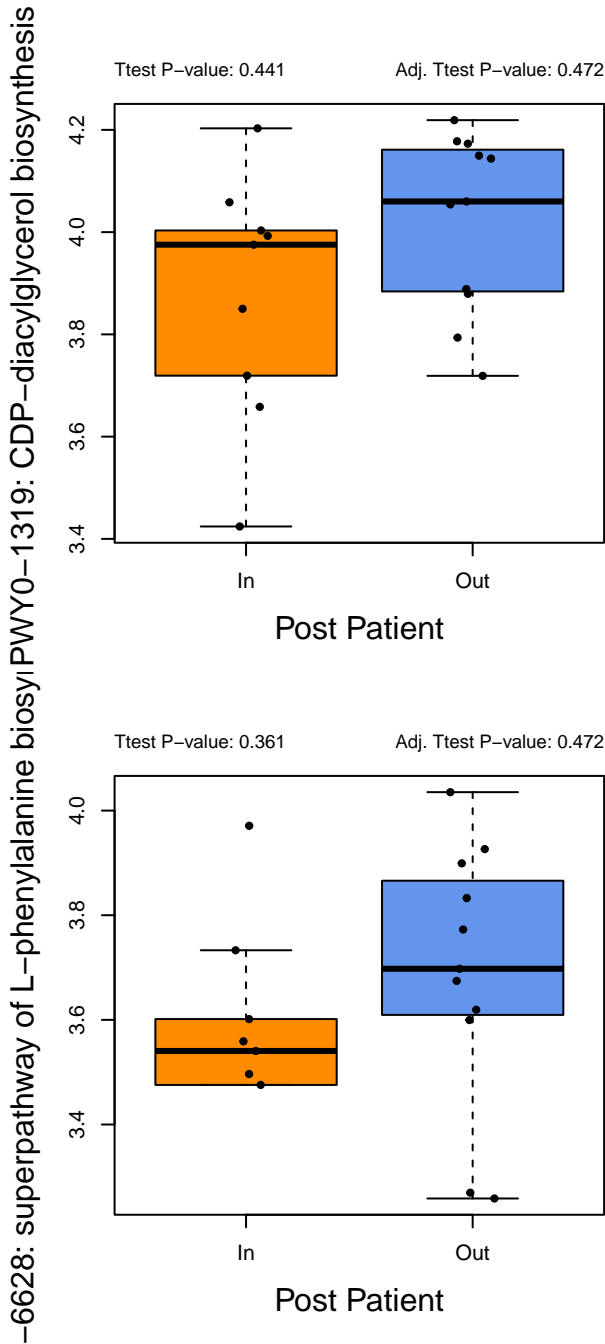 PWY0−1319: CDP−diacylglycerol biosynthesis
Ttest P−value: 0.441
Adj. Ttest P−value: 0.472
4.2
4.0
3.8
3.6
3.4
In
Out
Post Patient
−6628: superpathway of L−phenylalanine biosy
Ttest P−value: 0.361
Adj. Ttest P−value: 0.472
4.0
3.8
3.6
3.4
In
Out
Post Patient